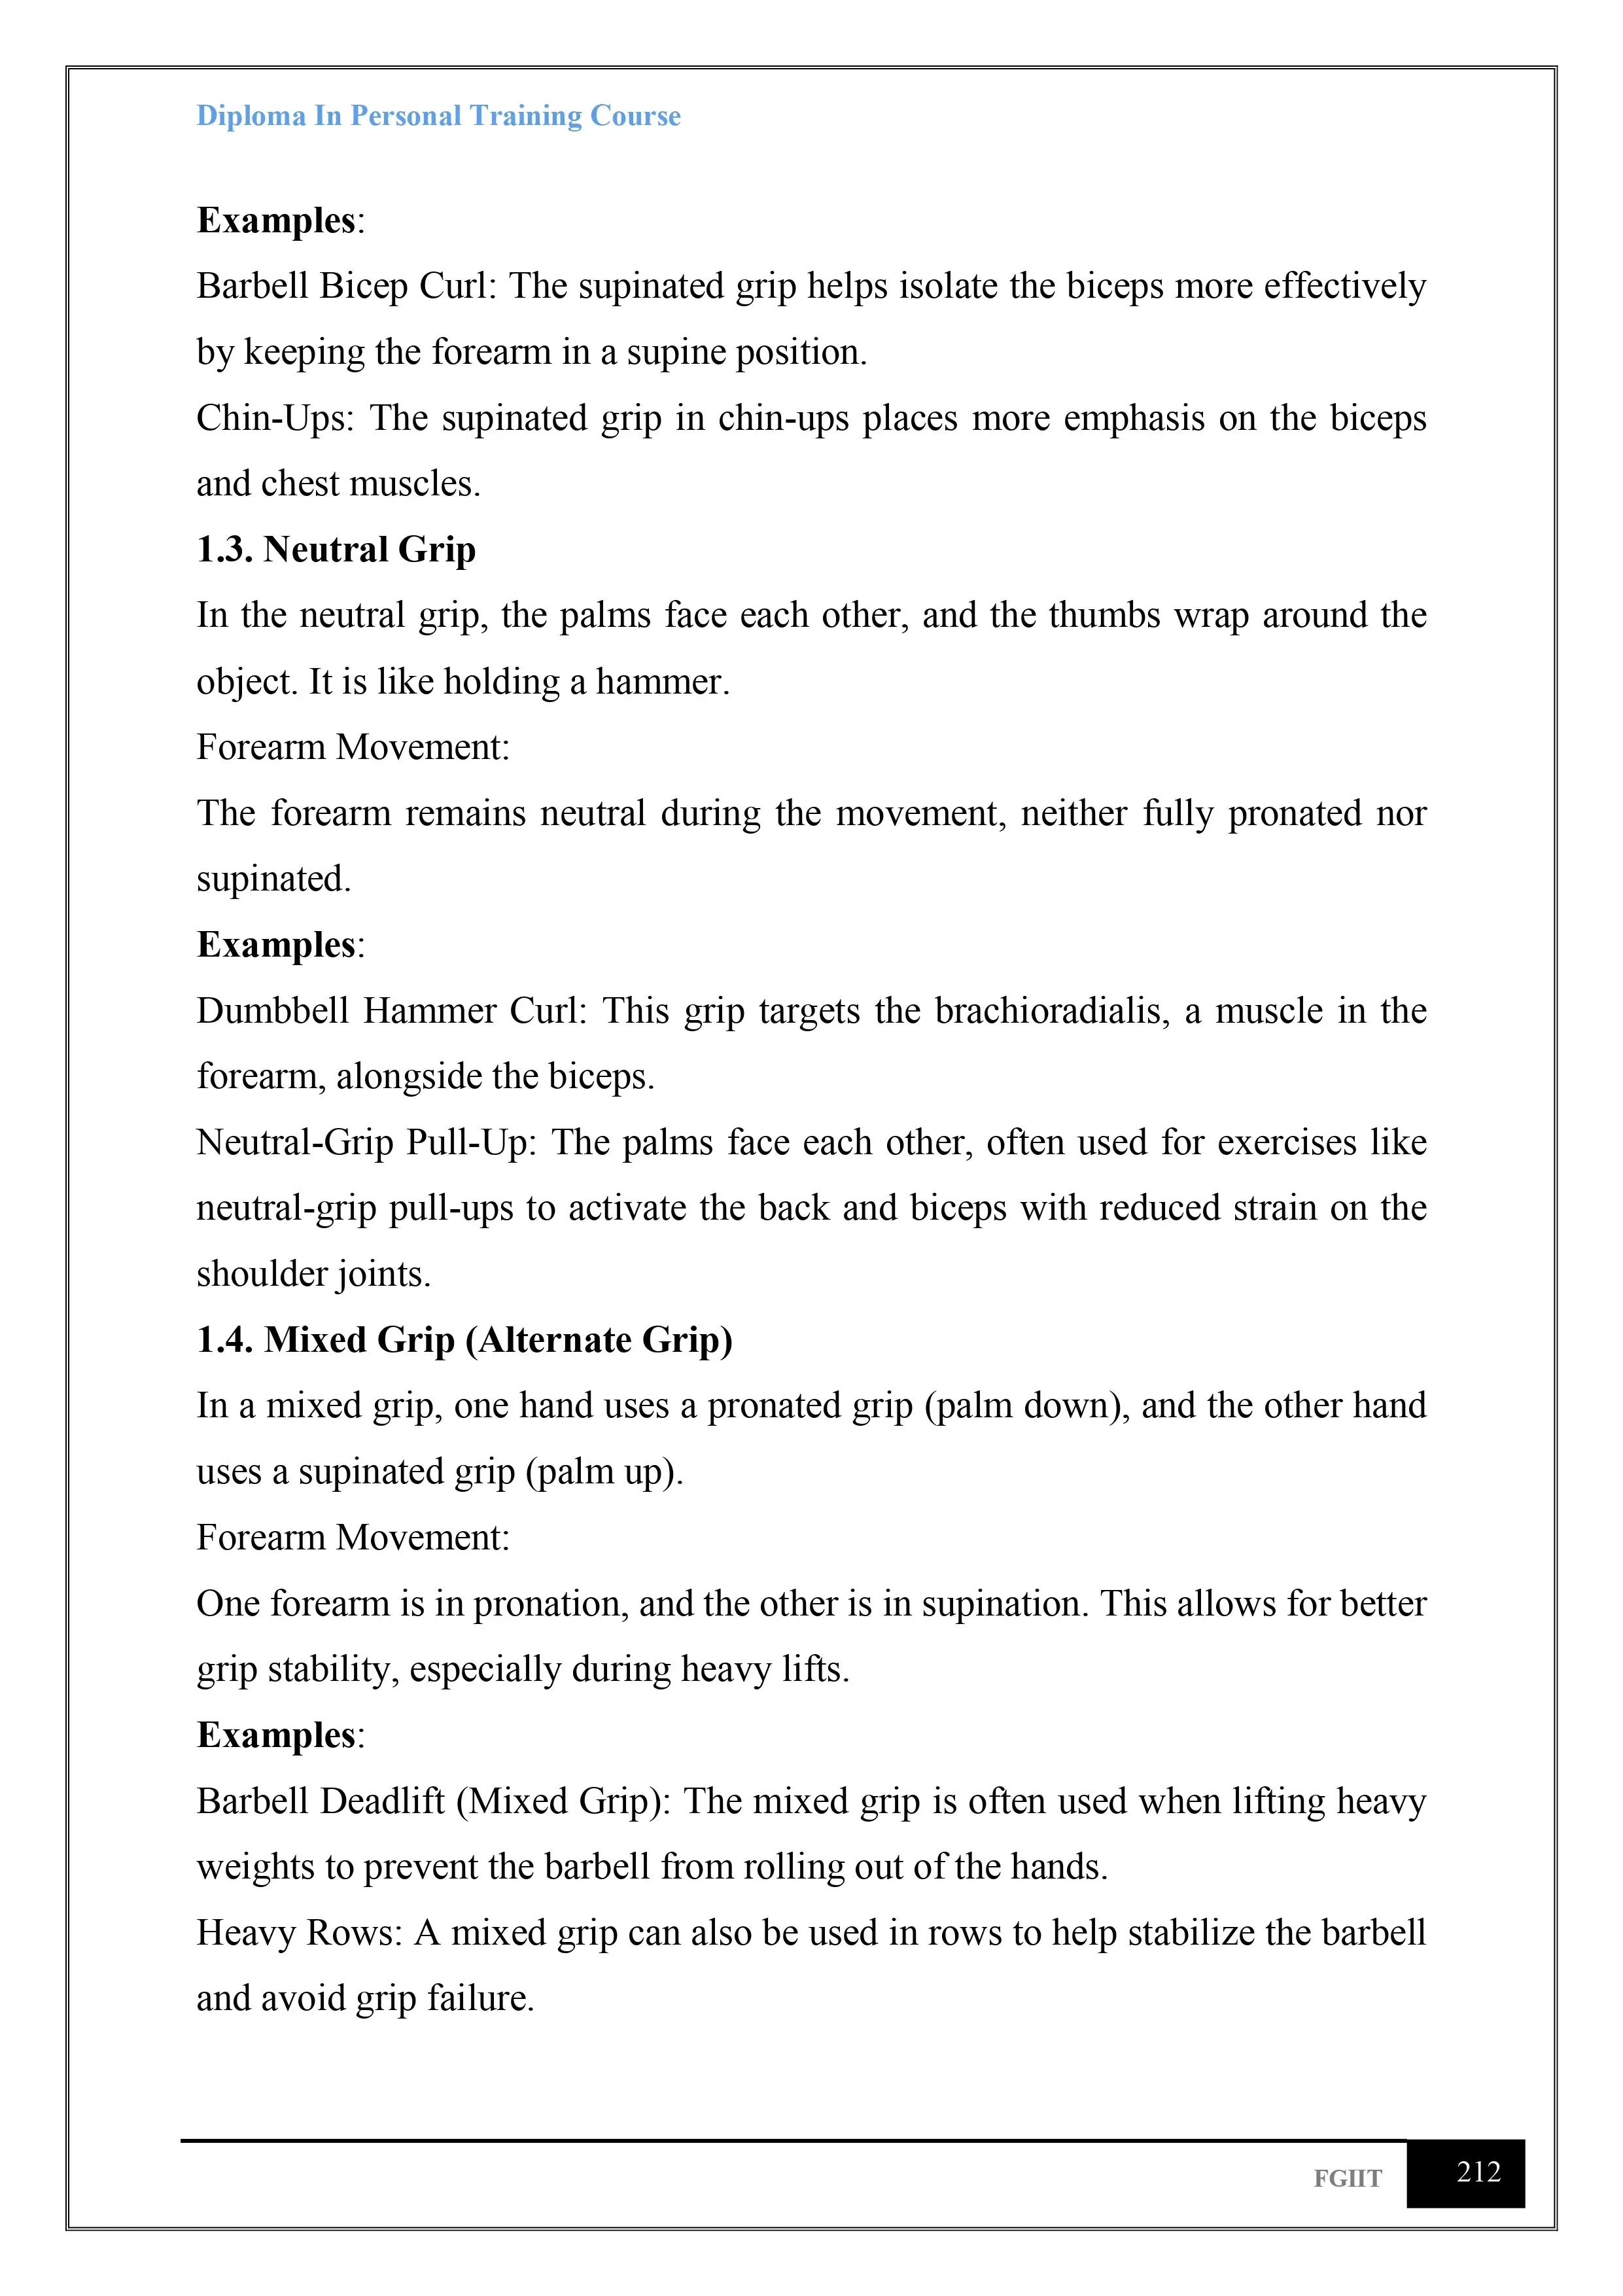 Diploma In Personal Training Course
Examples:
Barbell Bicep Curl: The supinated grip helps isolate the biceps more effectively
by keeping the forearm in a supine position.
Chin-Ups: The supinated grip in chin-ups places more emphasis on the biceps
and chest muscles.
1.3. Neutral Grip
In the neutral grip, the palms face each other, and the thumbs wrap around the
object. It is like holding a hammer.
Forearm Movement:
The forearm remains neutral during the movement, neither fully pronated nor
supinated.
Examples:
Dumbbell Hammer Curl: This grip targets the brachioradialis, a muscle in the
forearm, alongside the biceps.
Neutral-Grip Pull-Up: The palms face each other, often used for exercises like
neutral-grip pull-ups to activate the back and biceps with reduced strain on the
shoulder joints.
1.4. Mixed Grip (Alternate Grip)
In a mixed grip, one hand uses a pronated grip (palm down), and the other hand
uses a supinated grip (palm up).
Forearm Movement:
One forearm is in pronation, and the other is in supination. This allows for better
grip stability, especially during heavy lifts.
Examples:
Barbell Deadlift (Mixed Grip): The mixed grip is often used when lifting heavy
weights to prevent the barbell from rolling out of the hands.
Heavy Rows: A mixed grip can also be used in rows to help stabilize the barbell
and avoid grip failure.
FGIIT 212